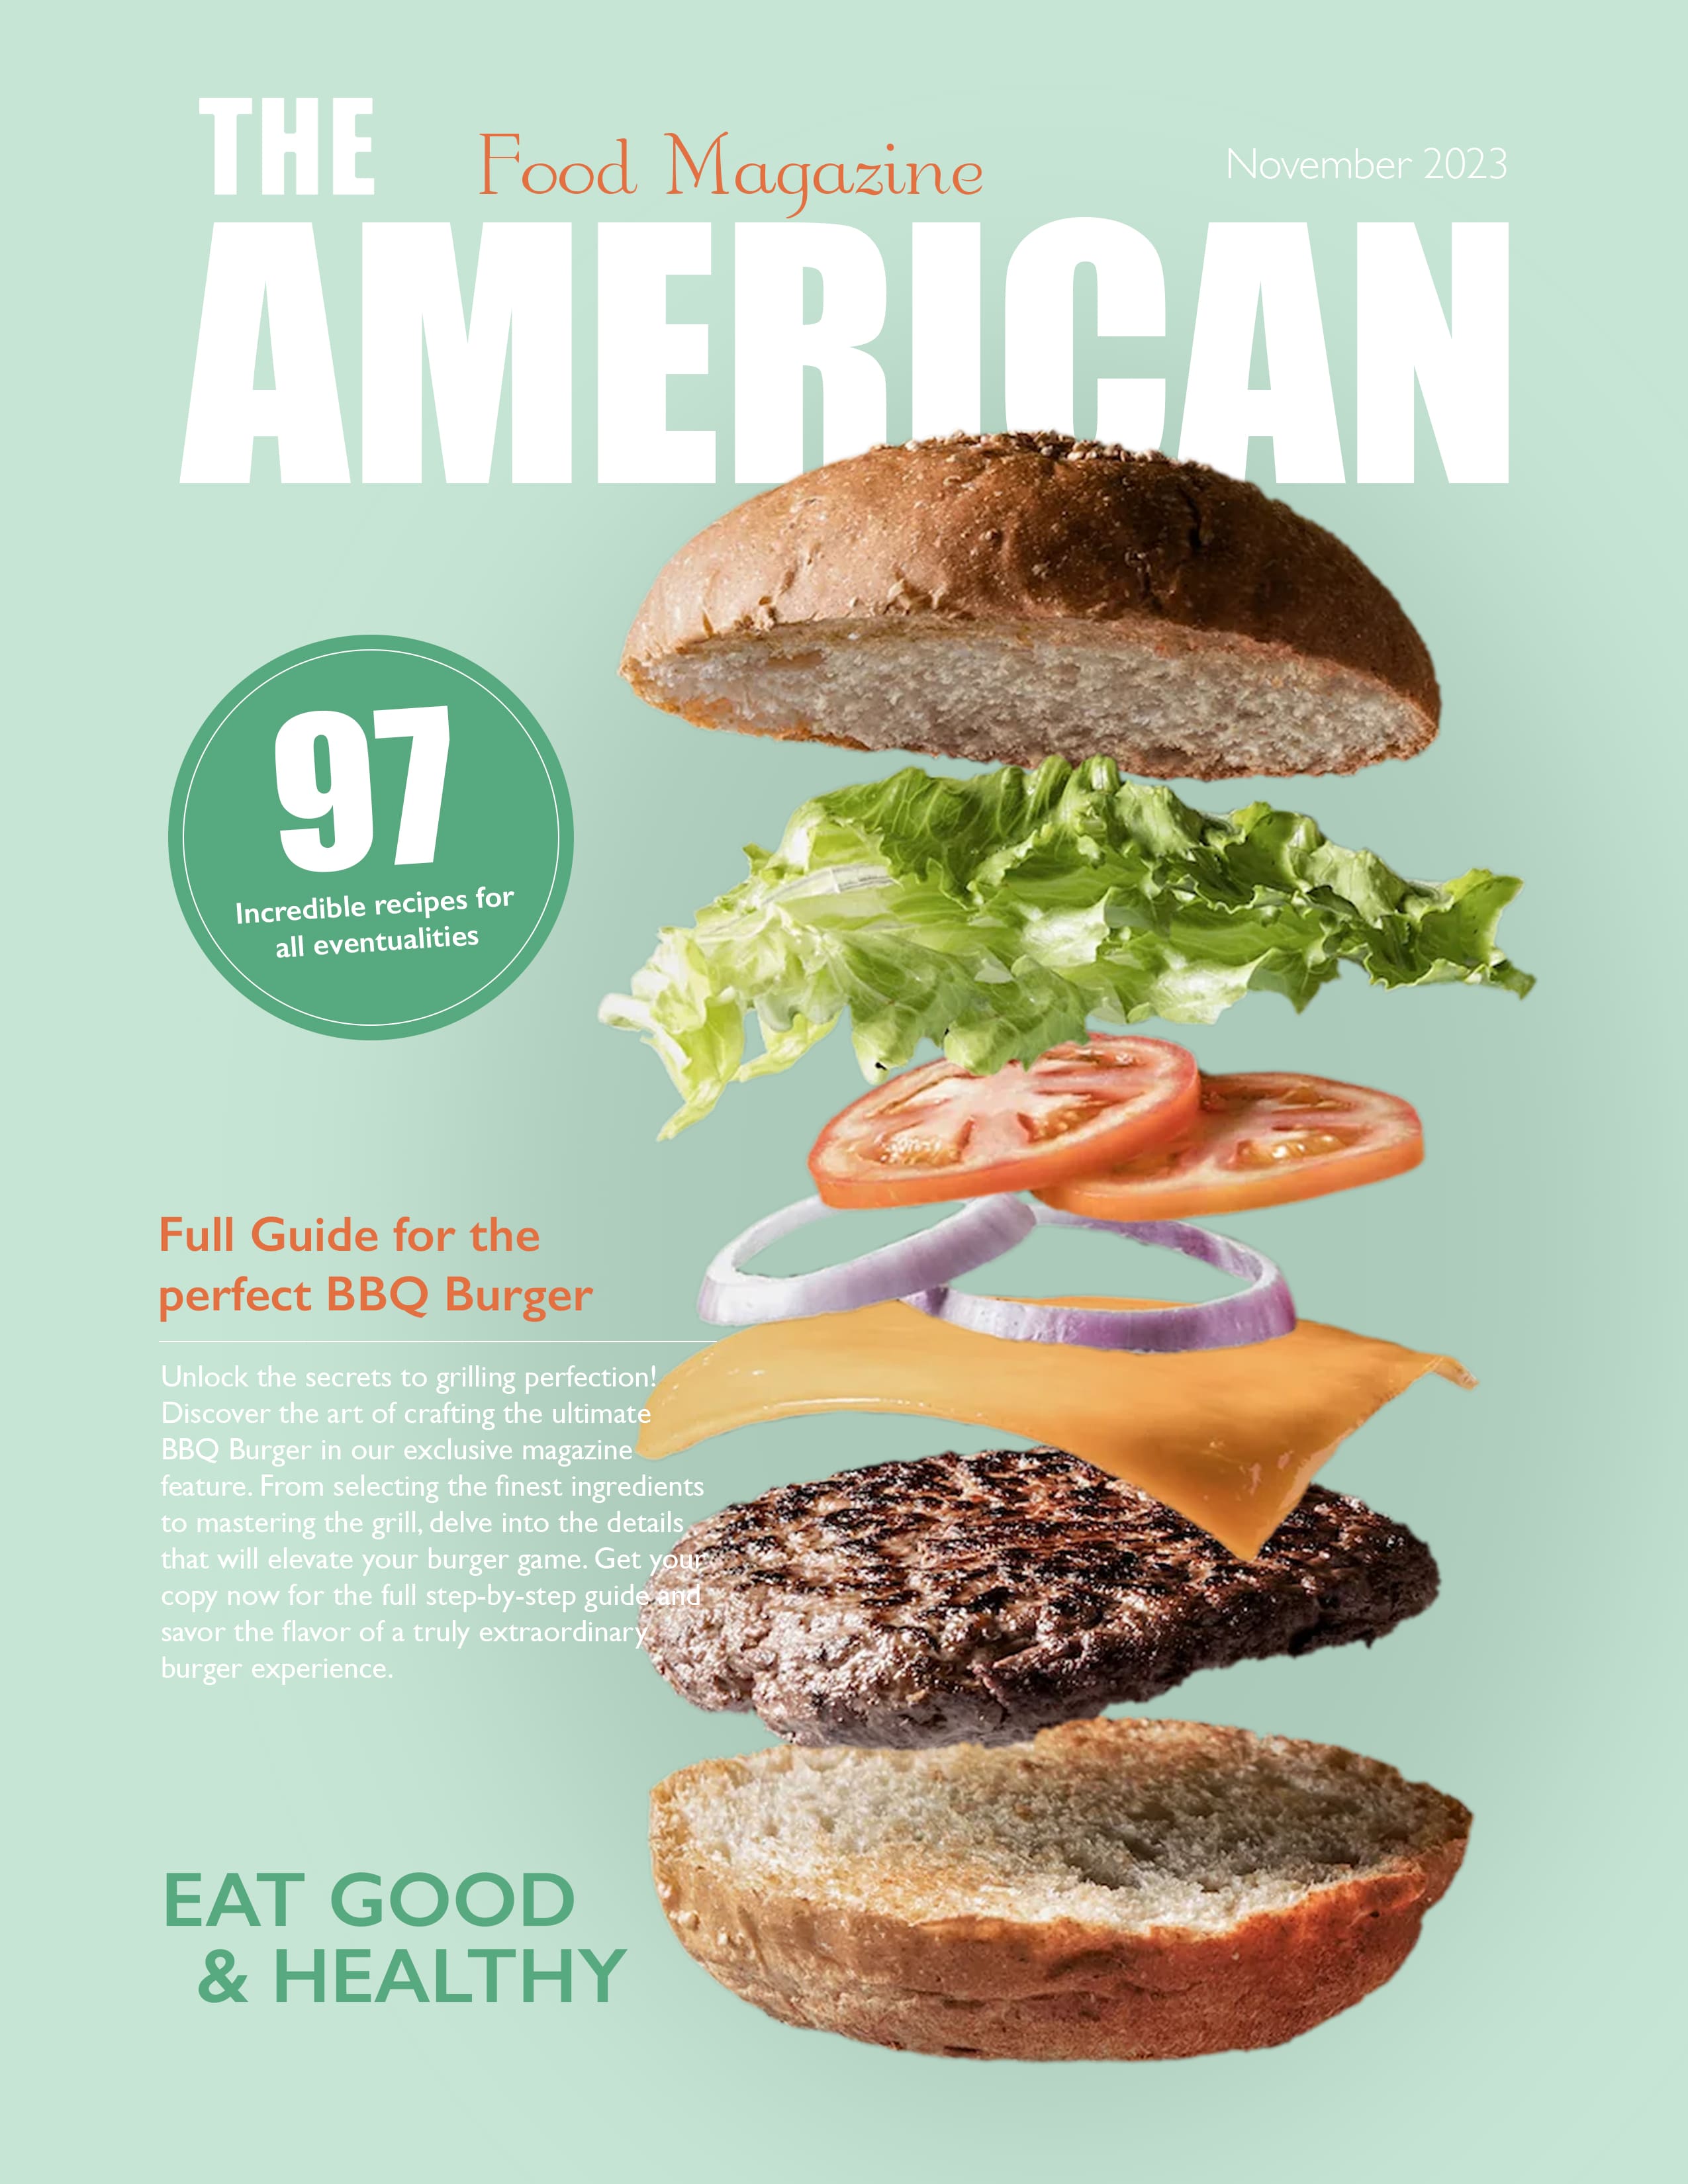 THE
Food Magazine
November 2023
AMERICAN
97
Incredible recipes for
all eventualities
Full Guide for the
perfect BBQ Burger
Unlock the secrets to grilling perfection!
Discover the art of crafting the ultimate
BBQ Burger in our exclusive magazine
feature. From selecting the finest ingredients
to mastering the grill, delve into the details
that will elevate your burger game. Get your
copy now for the full step-by-step guide and
savor the flavor of a truly extraordinary
burger experience.
EAT GOOD
& HEALTHY